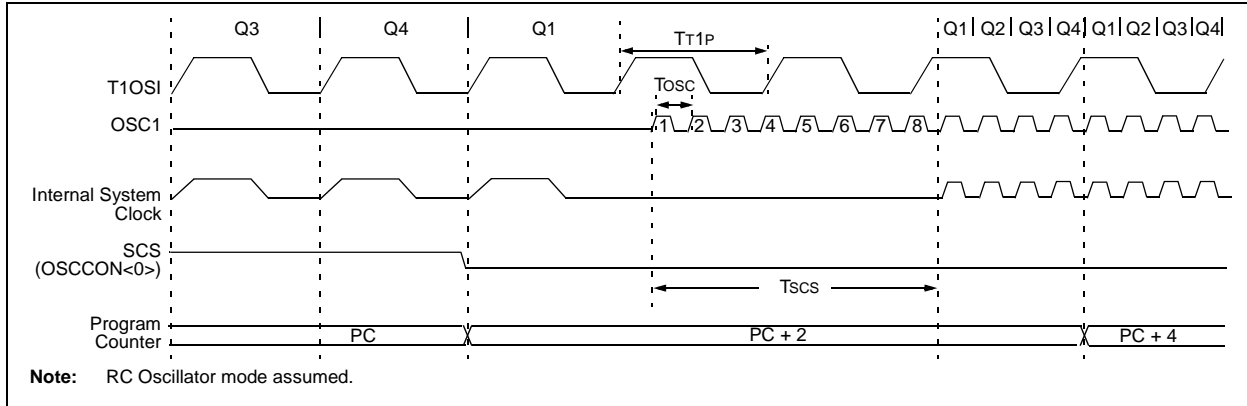 Q3 Q4 Q1 Q1 Q2 Q3 Q4 Q1 Q2 Q3 Q4
TT1P
T1OSI
TOSC
OSC1
1 2 3 4 5 6 7 8
Internal System
Clock
SCS
(OSCCON<0>)
TSCS
Program
Counter
PC PC + 2 PC + 4
Note: RC Oscillator mode assumed.